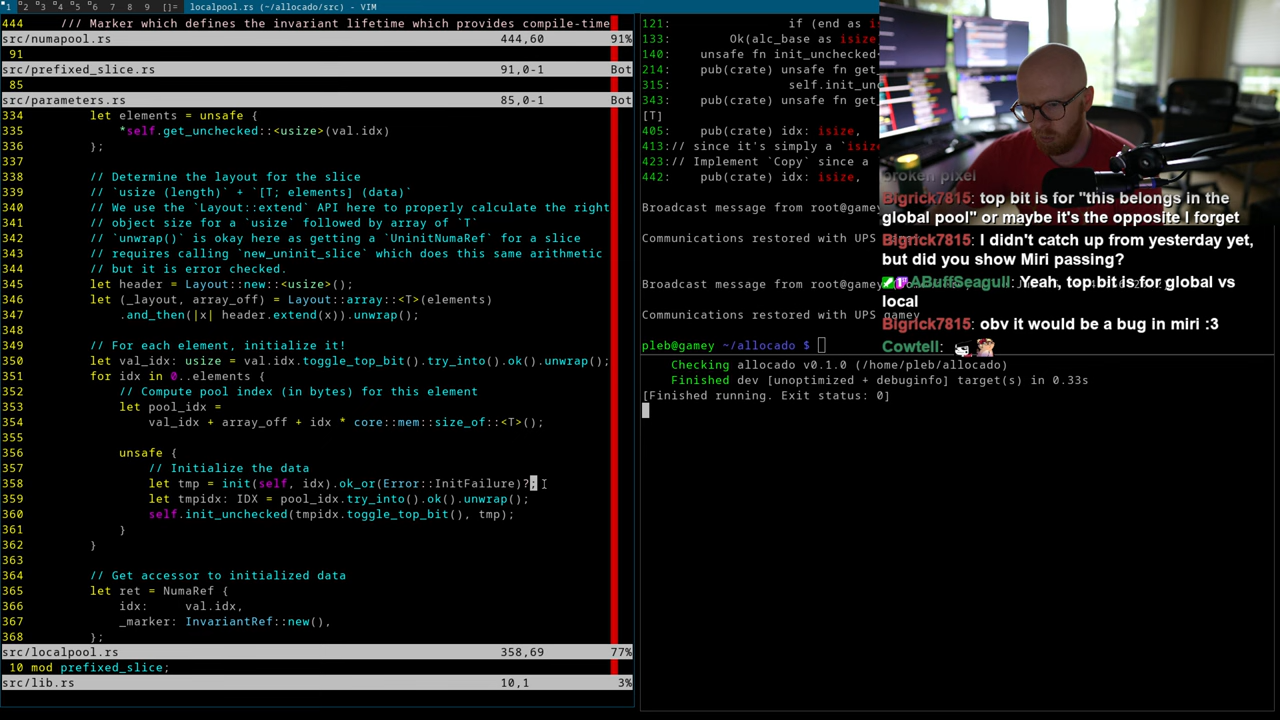 1 2 3 4 5 6 7 8 9 []= localpool.rs (~/allocado/src) - VIM
444 /// Marker which defines the invariant lifetime which provides compile-time
src/numapool.rs 444,60 91%
91
src/prefixed_slice.rs 91,0-1 Bot
85
src/parameters.rs 85,0-1 Bot
334 let elements = unsafe {
335 *self.get_unchecked::<usize>(val.idx)
336 };
337
338 // Determine the layout for the slice
339 // `usize (length)` + `[T; elements] (data)`
340 // We use the `Layout::extend` API here to properly calculate the right
341 // object size for a `usize` followed by array of `T`
342 // `unwrap()` is okay here as getting a `UninitNumaRef` for a slice
343 // requires calling `new_uninit_slice` which does this same arithmetic
344 // but it is error checked.
345 let header = Layout::new::<usize>();
346 let (_layout, array_off) = Layout::array::<T>(elements)
347 .and_then(|x| header.extend(x)).unwrap();
348
349 // For each element, initialize it!
350 let val_idx: usize = val.idx.toggle_top_bit().try_into().ok().unwrap();
351 for idx in 0..elements {
352 // Compute pool index (in bytes) for this element
353 let pool_idx =
354 val_idx + array_off + idx * core::mem::size_of::<T>();
355
356 unsafe {
357 // Initialize the data
358 let tmp = init(self, idx).ok_or(Error::InitFailure)?;
359 let tmpidx: IDX = pool_idx.try_into().ok().unwrap();
360 self.init_unchecked(tmpidx.toggle_top_bit(), tmp);
361 }
362 }
363
364 // Get accessor to initialized data
365 let ret = NumaRef {
366 idx: val.idx,
367 _marker: InvariantRef::new(),
368 };
src/localpool.rs 358,69 77%
10 mod prefixed_slice;
src/lib.rs 10,1 3%
121: if (end as is
133: Ok(alc_base as isize,
140: unsafe fn init_unchecked<
214: pub(crate) unsafe fn get_
315: self.init_unc
343: pub(crate) unsafe fn get_
[T]
405: pub(crate) idx: isize,
413:// since it's simply a `isize
423:// Implement `Copy` since a
442: pub(crate) idx: isize,
Broadcast message from root@gamey
Communications restored with UPS
Broadcast message from root@gamey
Communications restored with UPS gamey
pleb@gamey ~/allocado $
Checking allocado v0.1.0 (/home/pleb/allocado)
Finished dev [unoptimized + debuginfo] target(s) in 0.33s
[Finished running. Exit status: 0]
broken pixel
Bigrick7815: top bit is for "this belongs in the
global pool" or maybe it's the opposite I forget
Bigrick7815: I didn't catch up from yesterday yet,
but did you show Miri passing?
ABuffSeagull: Yeah, top bit is for global vs
local
Bigrick7815: obv it would be a bug in miri :3
Cowtell: